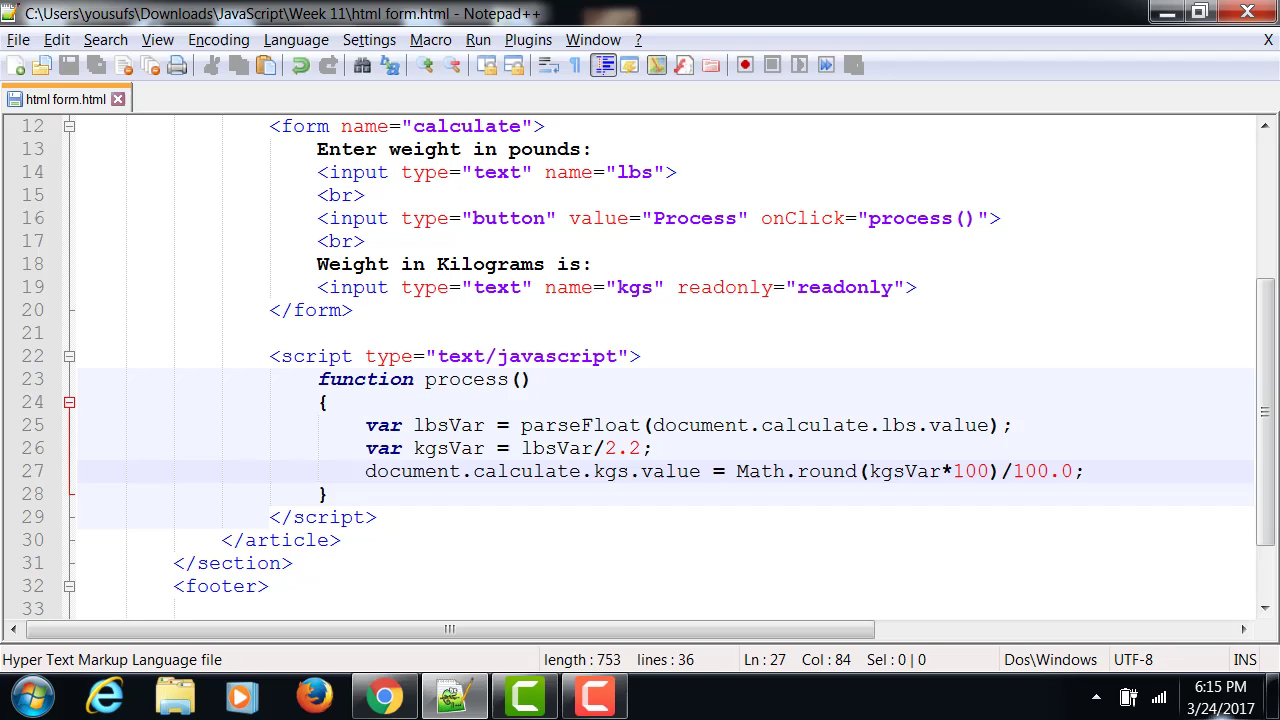 C:\Users\yousufs\Downloads\JavaScript\Week 11\html form.html - Notepad++
File Edit Search View Encoding Language Settings Macro Run Plugins Window ? X
html form.html
12 <form name="calculate">
13 Enter weight in pounds:
14 <input type="text" name="lbs">
15 <br>
16 <input type="button" value="Process" onClick="process()">
17 <br>
18 Weight in Kilograms is:
19 <input type="text" name="kgs" readonly="readonly">
20 </form>
21
22 <script type="text/javascript">
23 function process()
24 {
25 var lbsVar = parseFloat(document.calculate.lbs.value);
26 var kgsVar = lbsVar/2.2;
27 document.calculate.kgs.value = Math.round(kgsVar*100)/100.0;
28 }
29 </script>
30 </article>
31 </section>
32 <footer>
33
Hyper Text Markup Language file length : 753 lines : 36 Ln : 27 Col : 84 Sel : 0 | 0 Dos\Windows UTF-8 INS
6:15 PM
3/24/2017